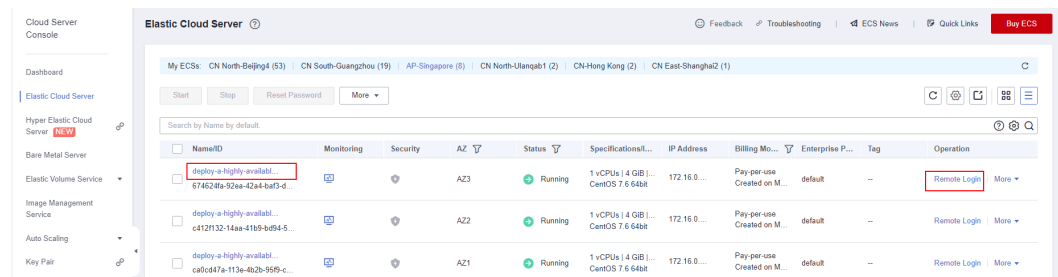 Cloud Server
Console
Elastic Cloud Server
Feedback
Troubleshooting
ECS News
Quick Links
Buy ECS
Dashboard
Elastic Cloud Server
Hyper Elastic Cloud
Server NEW
Bare Metal Server
Elastic Volume Service
Image Management
Service
Auto Scaling
Key Pair
My ECSs: CN North-Beijing4 (53) CN South-Guangzhou (19) AP-Singapore (8) CN North-Ulanqab1 (2) CN-Hong Kong (2) CN East-Shanghai2 (1)
Start Stop Reset Password More
Search by Name by default.
Name/ID Monitoring Security AZ Status Specifications/I... IP Address Billing Mo... Enterprise P... Tag Operation
deploy-a-highly-availabl...
674624fa-92ea-42a4-baf3-d...
AZ3
Running
1 vCPUs | 4 GiB |...
CentOS 7.6 64bit
172.16.0....
Pay-per-use
Created on M...
default
--
Remote Login More
deploy-a-highly-availabl...
c412f132-14aa-41b9-bd94-5...
AZ2
Running
1 vCPUs | 4 GiB |...
CentOS 7.6 64bit
172.16.0....
Pay-per-use
Created on M...
default
--
Remote Login More
deploy-a-highly-availabl...
ca0cd47a-113e-4b2b-95f9-c...
AZ1
Running
1 vCPUs | 4 GiB |...
CentOS 7.6 64bit
172.16.0....
Pay-per-use
Created on M...
default
--
Remote Login More